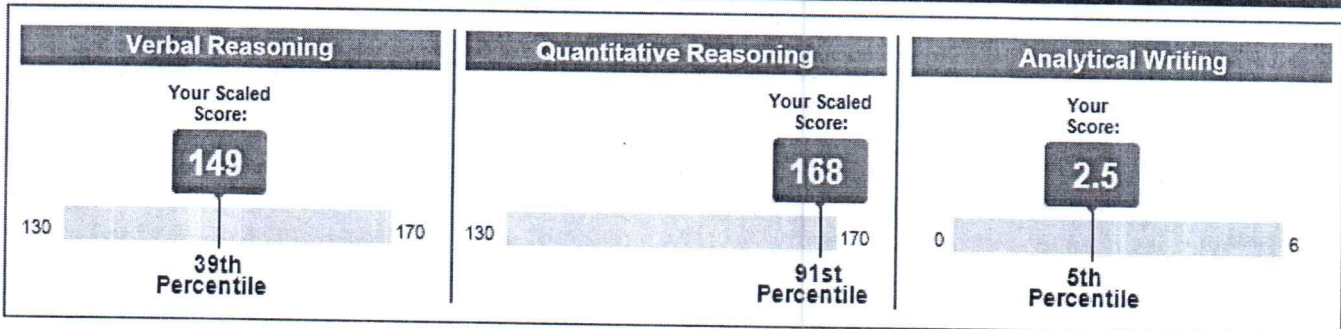 Verbal Reasoning
Your Scaled
Score:
149
130
170
39th
Percentile
Quantitative Reasoning
Your Scaled
Score:
168
130
170
91st
Percentile
Analytical Writing
Your
Score:
2.5
0
6
5th
Percentile